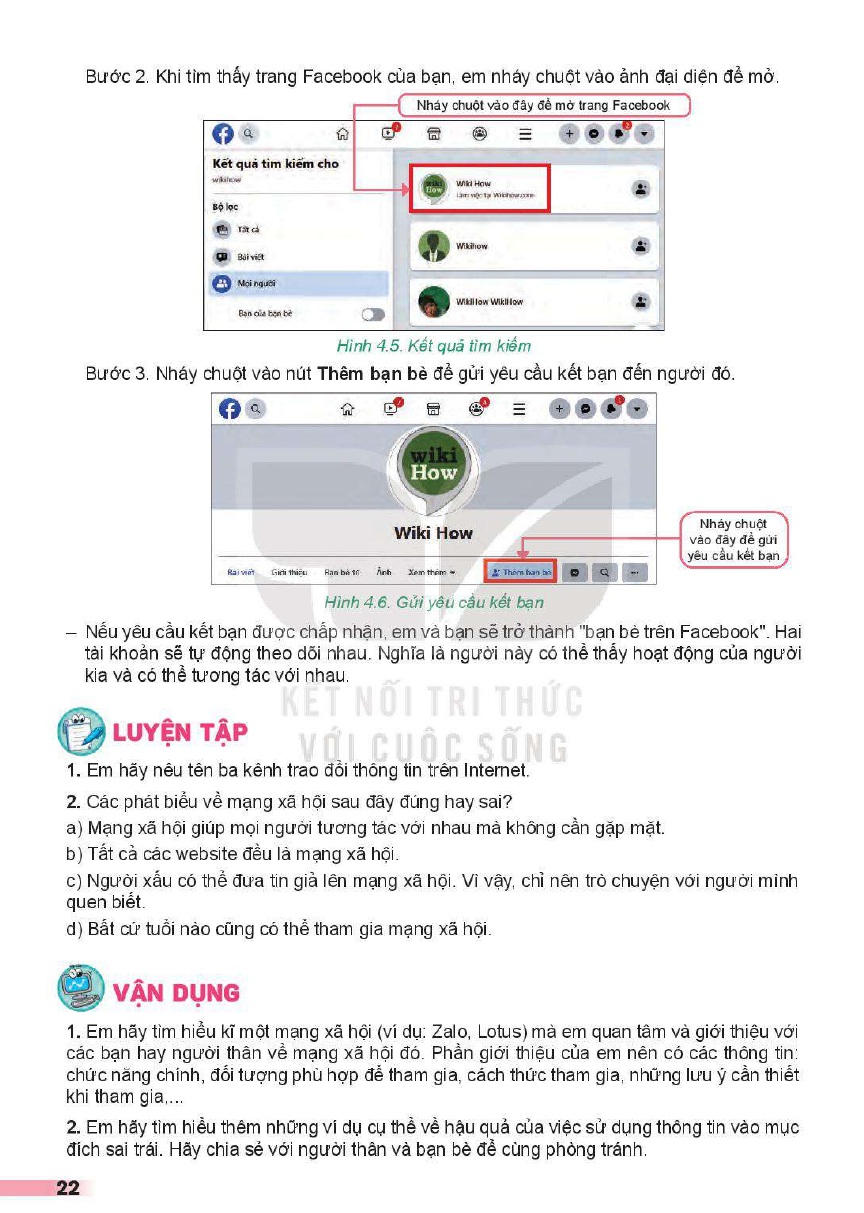 Bước 2. Khi tìm thấy trang Facebook của bạn, em nháy chuột vào ảnh đại diện để mở.
Nháy chuột vào đây để mở trang Facebook
Kết quả tìm kiếm cho
wikihow
Bộ lọc
Tất cả
Bài viết
Mọi người
Bạn của bạn bè
Wiki How
Làm việc tại Wikihow.com
Wikihow
WikiHow WikiHow
Hình 4.5. Kết quả tìm kiếm
Bước 3. Nháy chuột vào nút Thêm bạn bè để gửi yêu cầu kết bạn đến người đó.
wiki
How
Wiki How
Bài viết Giới thiệu Bạn bè 10 Ảnh Xem thêm Thêm bạn bè
Nháy chuột
vào đây để gửi
yêu cầu kết bạn
Hình 4.6. Gửi yêu cầu kết bạn
– Nếu yêu cầu kết bạn được chấp nhận, em và bạn sẽ trở thành "bạn bè trên Facebook". Hai
tài khoản sẽ tự động theo dõi nhau. Nghĩa là người này có thể thấy hoạt động của người
kia và có thể tương tác với nhau.
KẾT NỐI TRI THỨC
VỚI CUỘC SỐNG
LUYỆN TẬP
1. Em hãy nêu tên ba kênh trao đổi thông tin trên Internet.
2. Các phát biểu về mạng xã hội sau đây đúng hay sai?
a) Mạng xã hội giúp mọi người tương tác với nhau mà không cần gặp mặt.
b) Tất cả các website đều là mạng xã hội.
c) Người xấu có thể đưa tin giả lên mạng xã hội. Vì vậy, chỉ nên trò chuyện với người mình
quen biết.
d) Bất cứ tuổi nào cũng có thể tham gia mạng xã hội.
VẬN DỤNG
1. Em hãy tìm hiểu kĩ một mạng xã hội (ví dụ: Zalo, Lotus) mà em quan tâm và giới thiệu với
các bạn hay người thân về mạng xã hội đó. Phần giới thiệu của em nên có các thông tin:
chức năng chính, đối tượng phù hợp để tham gia, cách thức tham gia, những lưu ý cần thiết
khi tham gia,...
2. Em hãy tìm hiểu thêm những ví dụ cụ thể về hậu quả của việc sử dụng thông tin vào mục
đích sai trái. Hãy chia sẻ với người thân và bạn bè để cùng phòng tránh.
22